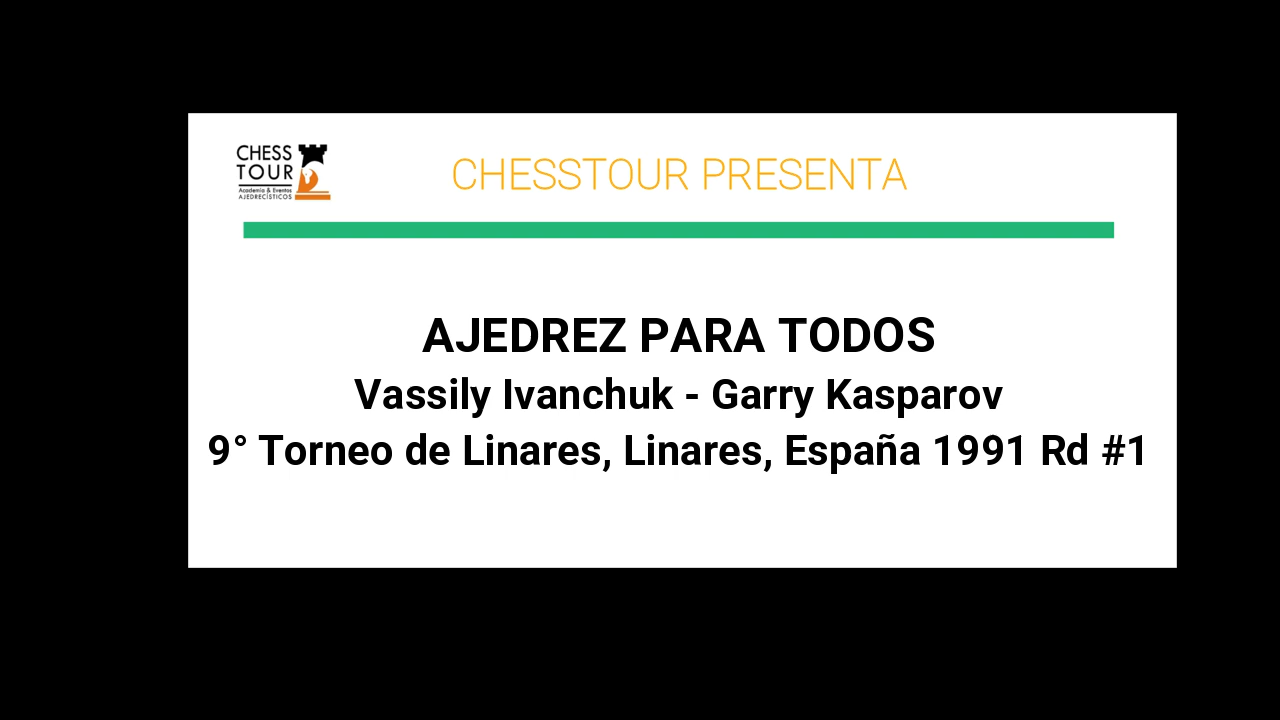 CHESS
TOUR
Academia & Eventos
AJEDRECÍSTICOS
CHESSTOUR PRESENTA
AJEDREZ PARA TODOS
Vassily Ivanchuk - Garry Kasparov
9° Torneo de Linares, Linares, España 1991 Rd #1